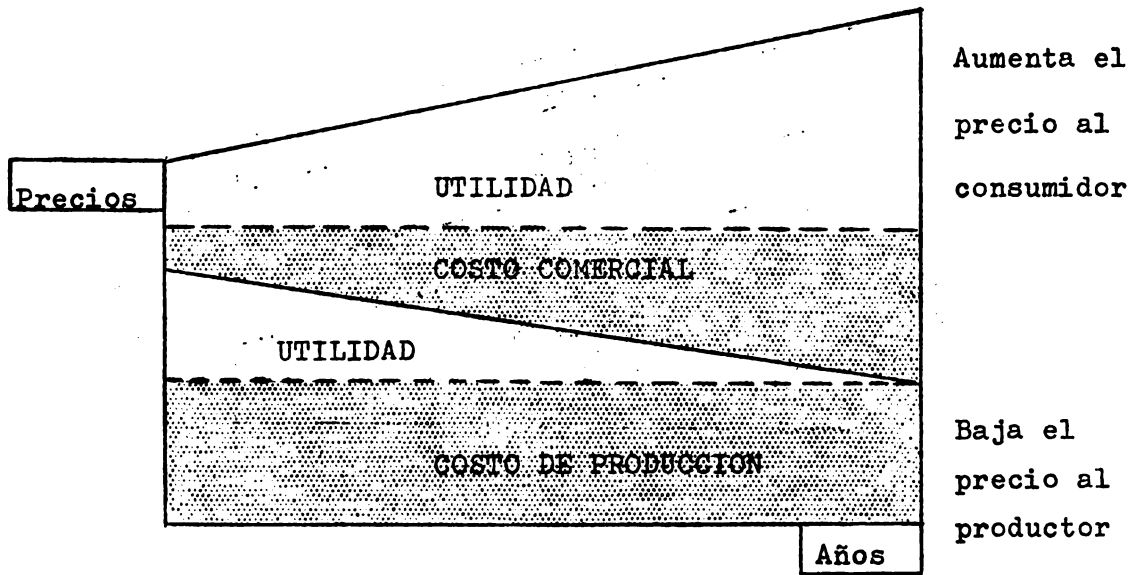 Aumenta el
precio al
consumidor
Precios
UTILIDAD
COSTO COMERCIAL
UTILIDAD
COSTO DE PRODUCCION
Baja el
precio al
productor
Años